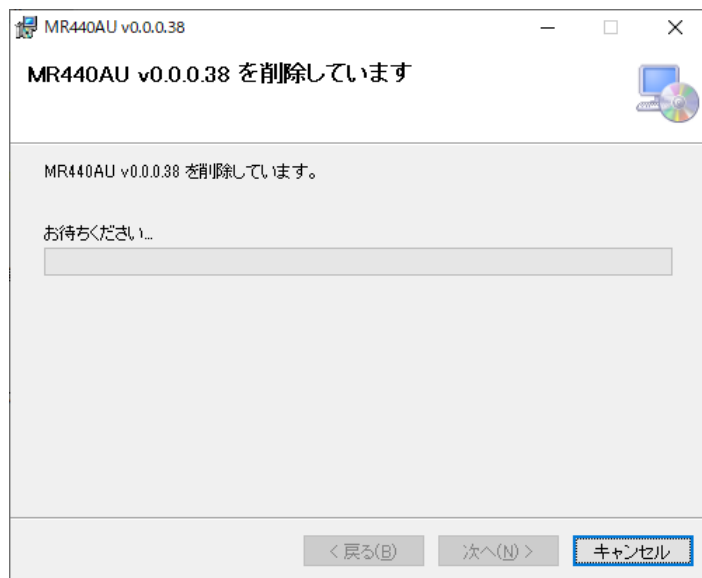 MR440AU v0.0.0.38
MR440AU v0.0.0.38 を削除しています
MR440AU v0.0.0.38 を削除しています。
お待ちください...
< 戻る(B)
次へ(N) >
キャンセル